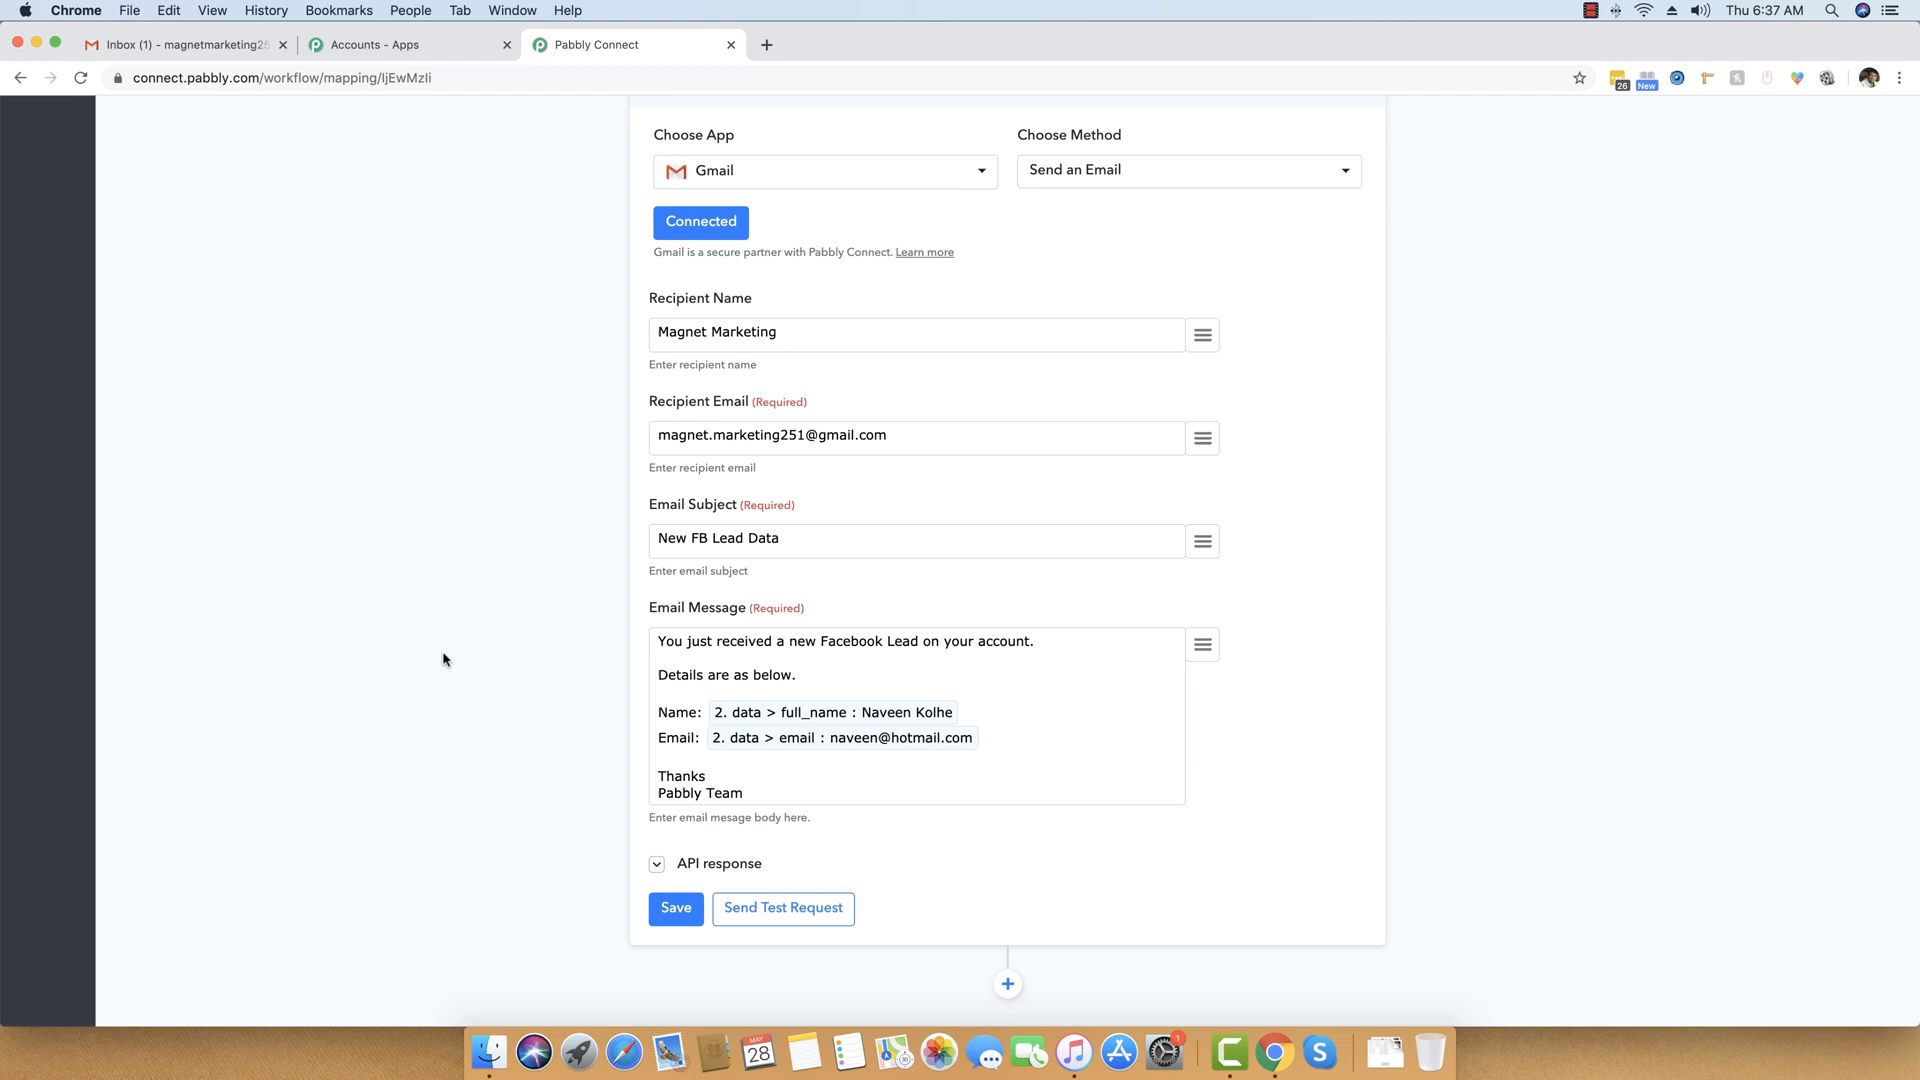 Chrome File Edit View History Bookmarks People Tab Window Help Thu 6:37 AM
Inbox (1) - magnetmarketing25 Accounts - Apps Pabbly Connect
connect.pabbly.com/workflow/mapping/IjEwMzIi 26 New
Choose App Choose Method
Gmail Send an Email
Connected
Gmail is a secure partner with Pabbly Connect. Learn more
Recipient Name
Magnet Marketing
Enter recipient name
Recipient Email (Required)
magnet.marketing251@gmail.com
Enter recipient email
Email Subject (Required)
New FB Lead Data
Enter email subject
Email Message (Required)
You just received a new Facebook Lead on your account.
Details are as below.
Name: 2. data > full_name : Naveen Kolhe
Email: 2. data > email : naveen@hotmail.com
Thanks
Pabbly Team
Enter email mesage body here.
API response
Save Send Test Request
MAY
28
1